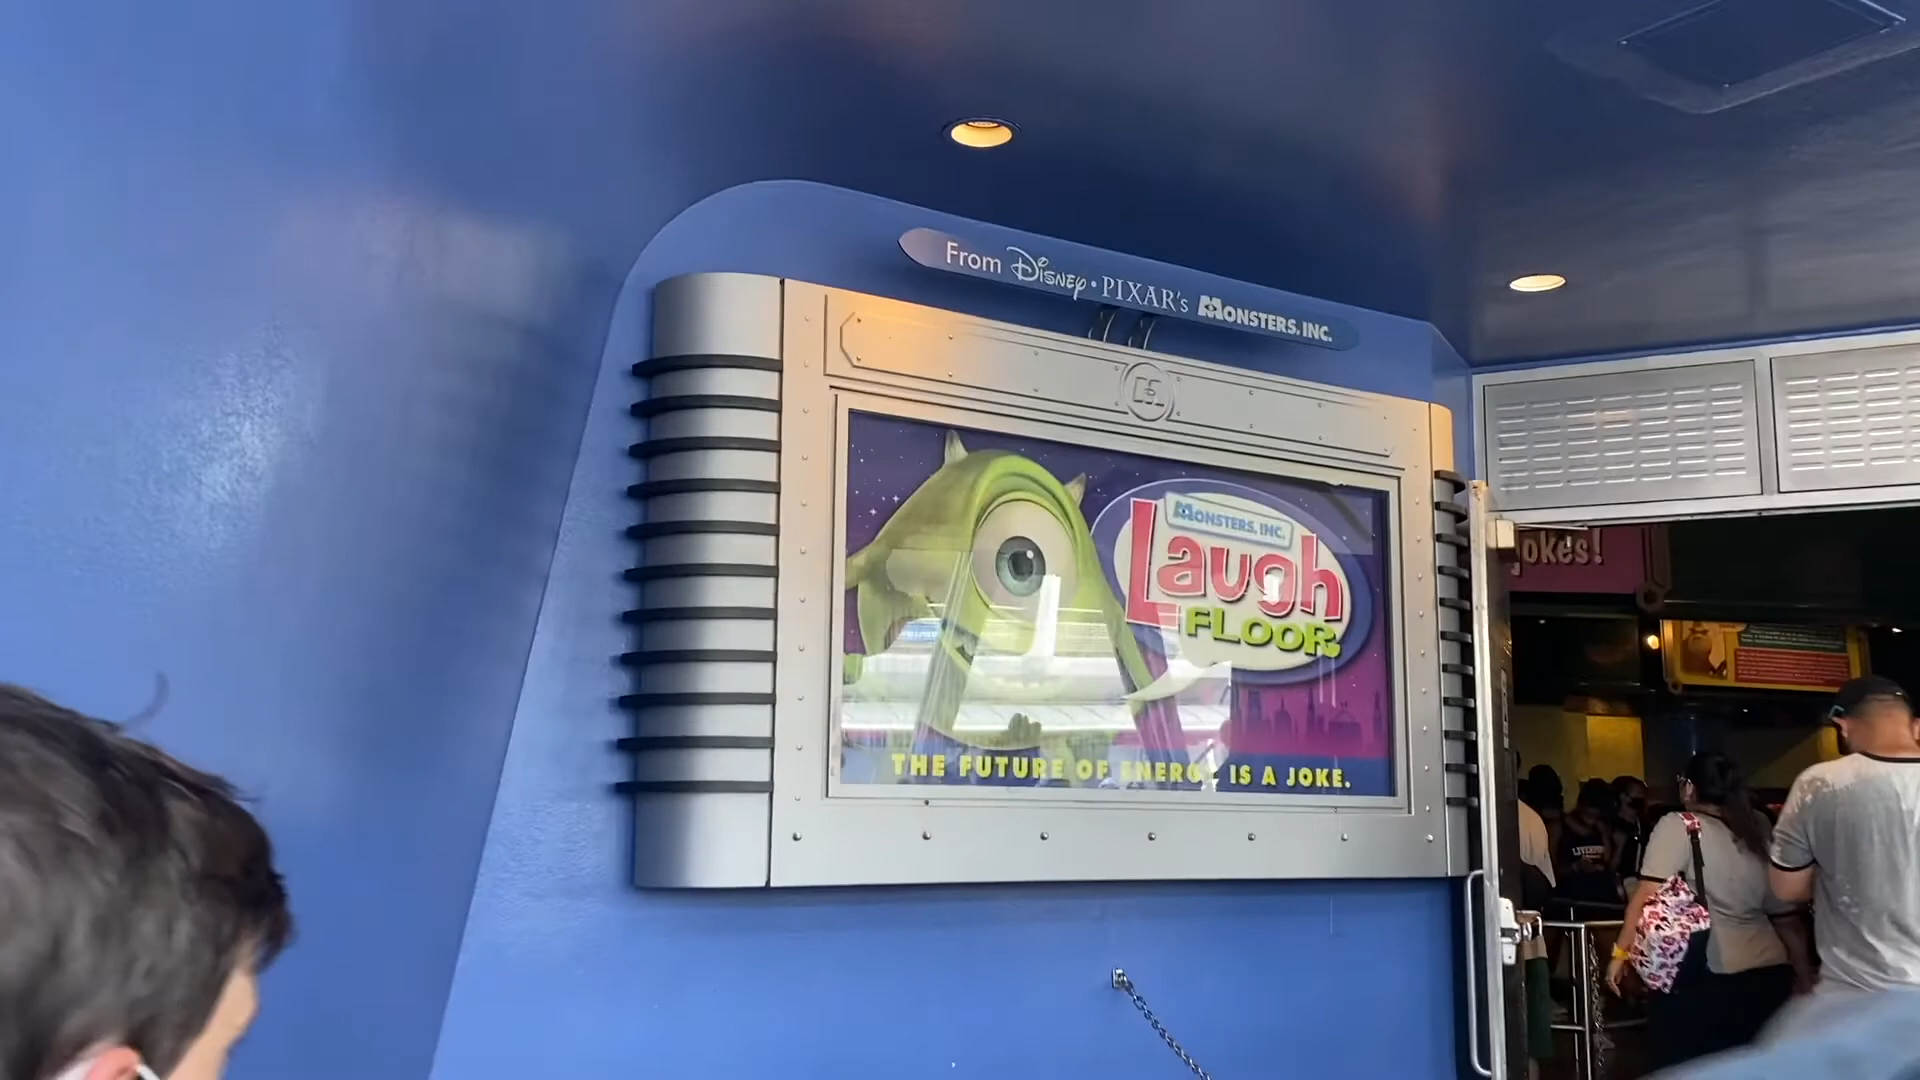 From Disney • PIXAR's MONSTERS, INC.
MONSTERS, INC.
Laugh
FLOOR
THE FUTURE OF ENERGY IS A JOKE.
jokes!